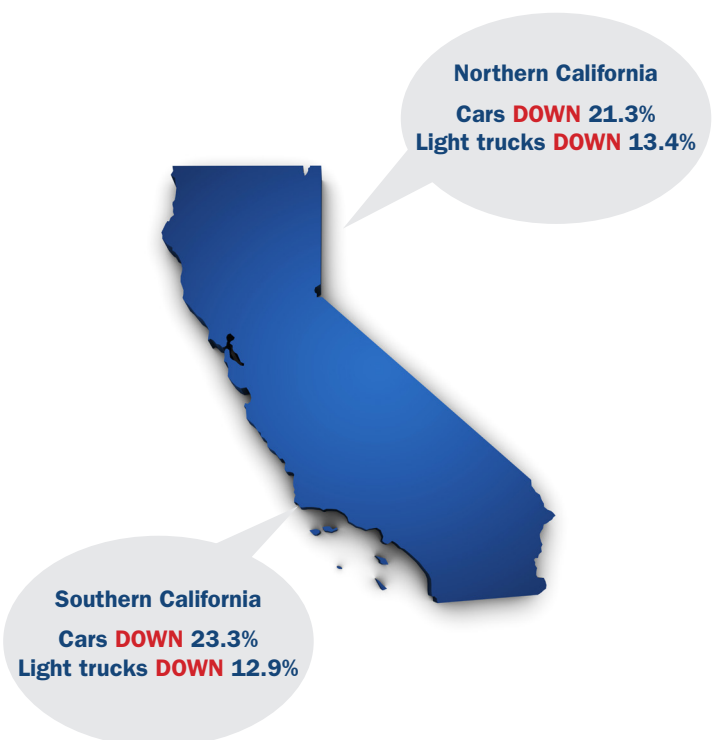 Northern California
Cars DOWN 21.3%
Light trucks DOWN 13.4%
Southern California
Cars DOWN 23.3%
Light trucks DOWN 12.9%